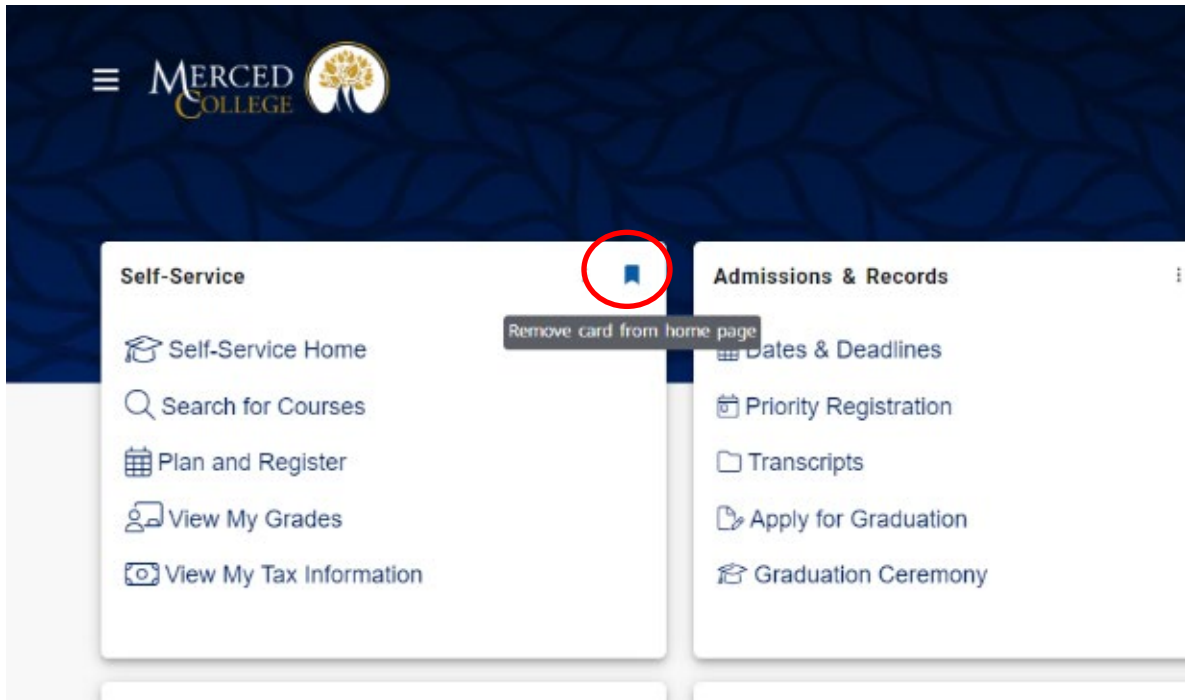 MERCED
COLLEGE
Self-Service
Remove card from home page
Self-Service Home
Search for Courses
Plan and Register
View My Grades
View My Tax Information
Admissions & Records
Dates & Deadlines
Priority Registration
Transcripts
Apply for Graduation
Graduation Ceremony